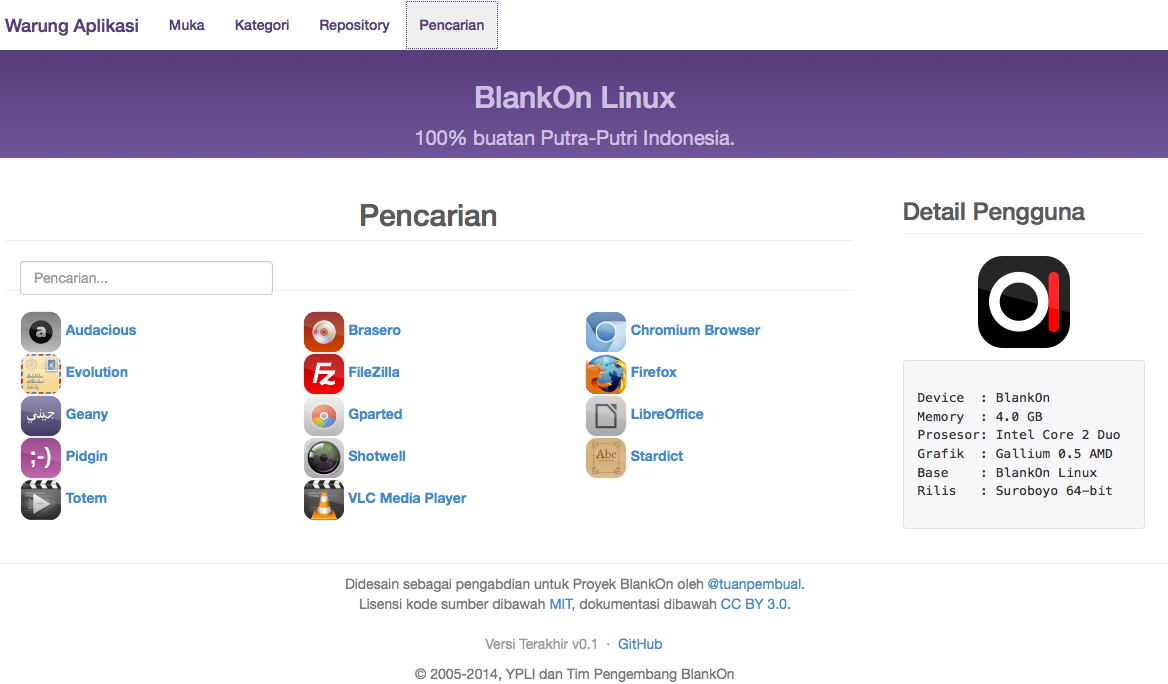 Warung Aplikasi Muka Kategori Repository Pencarian
BlankOn Linux
100% buatan Putra-Putri Indonesia.
Pencarian
Pencarian...
a Audacious
Brasero
Chromium Browser
Evolution
Fz FileZilla
Firefox
جيني Geany
Gparted
LibreOffice
;-) Pidgin
Shotwell
Abc Stardict
Totem
VLC Media Player
Detail Pengguna
Device : BlankOn
Memory : 4.0 GB
Prosesor: Intel Core 2 Duo
Grafik : Gallium 0.5 AMD
Base : BlankOn Linux
Rilis : Suroboyo 64-bit
Didesain sebagai pengabdian untuk Proyek BlankOn oleh @tuanpembual.
Lisensi kode sumber dibawah MIT, dokumentasi dibawah CC BY 3.0.
Versi Terakhir v0.1 · GitHub
© 2005-2014, YPLI dan Tim Pengembang BlankOn